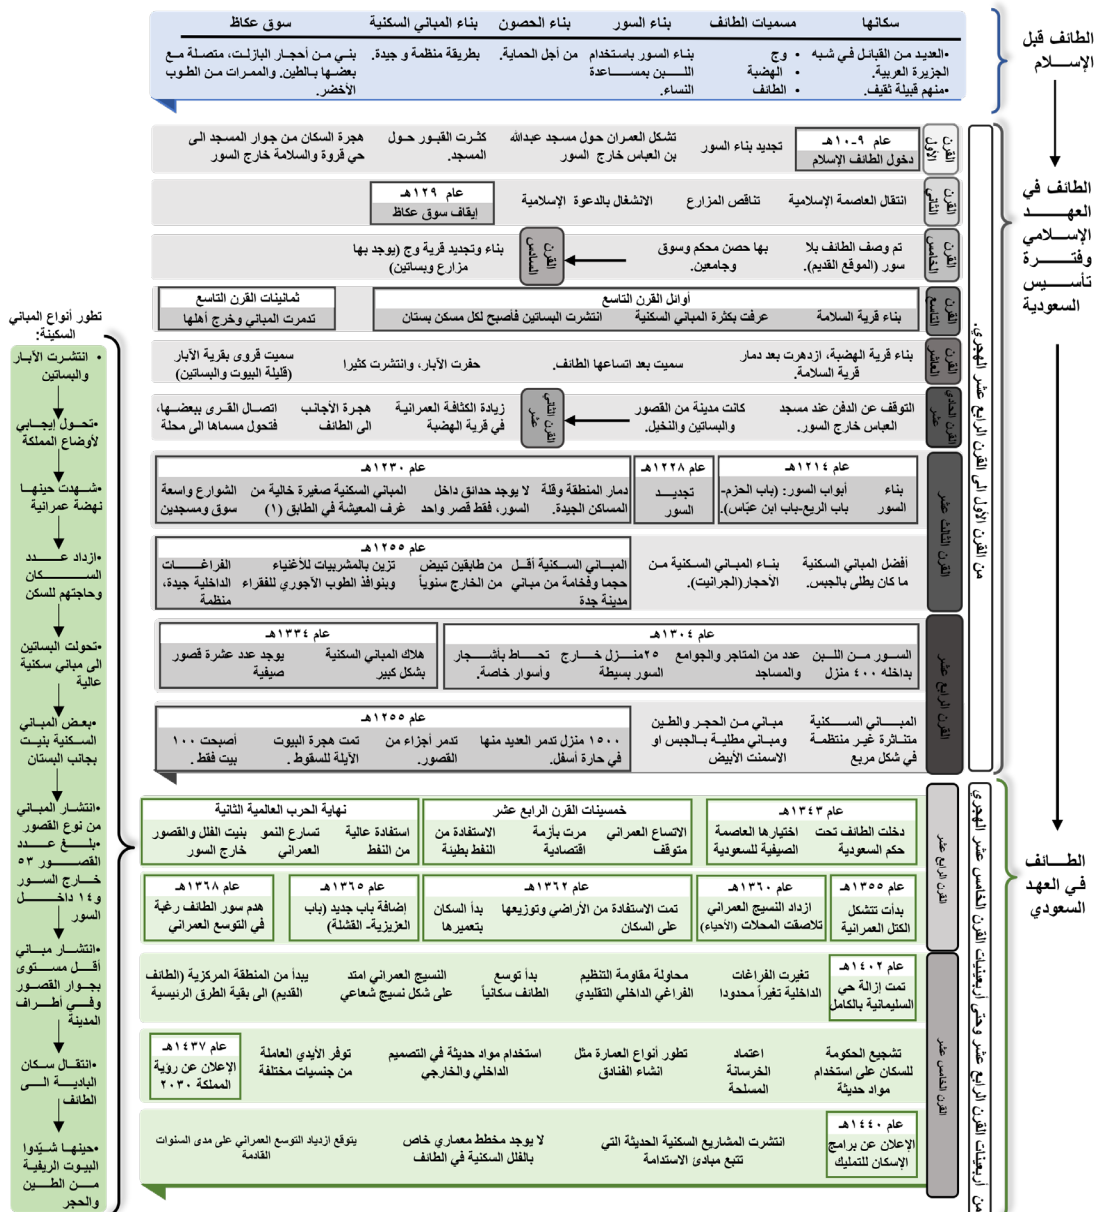 الطائف قبل
الإسلام
سكانها
•العديد من القبائل في شبه
الجزيرة العربية.
•منهم قبيلة ثقيف.
مسميات الطائف
• وج
• الهضبة
• الطائف
بناء السور
بناء السور باستخدام
اللبن بمساعدة
النساء.
بناء الحصون
من أجل الحماية.
بناء المباني السكنية
بطريقة منظمة و جيدة.
سوق عكاظ
بني من أحجار البازلت، متصلة مع
بعضها بالطين. والممرات من الطوب
الأخضر.
الطائف في
العهد
الإسلامي
وفترة
تأسيس
السعودية
من القرن الأول الى القرن الرابع عشر الهجري.
القرن
الأول
عام ٩-١٠هـ
دخول الطائف الإسلام
تجديد بناء السور
تشكل العمران حول مسجد عبدالله
بن العباس خارج السور
كثرت القبور حول
المسجد.
هجرة السكان من جوار المسجد الى
حي قروة والسلامة خارج السور
القرن
الثاني
انتقال العاصمة الإسلامية
تناقص المزارع
الانشغال بالدعوة الإسلامية
عام ١٢٩هـ
إيقاف سوق عكاظ
القرن
الخامس
تم وصف الطائف بلا
سور (الموقع القديم).
بها حصن محكم وسوق
وجامعين.
القرن
السادس
بناء وتجديد قرية وج (يوجد بها
مزارع وبساتين)
القرن
التاسع
أوائل القرن التاسع
بناء قرية السلامة
عرفت بكثرة المباني السكنية
انتشرت البساتين فأصبح لكل مسكن بستان
ثمانينات القرن التاسع
تدمرت المباني وخرج أهلها
القرن
العاشر
بناء قرية الهضبة، ازدهرت بعد دمار
قرية السلامة.
سميت بعد اتساعها الطائف.
حفرت الآبار، وانتشرت كثيرا
سميت قروى بقرية الآبار
(قليلة البيوت والبساتين)
القرن الحادي
عشر
التوقف عن الدفن عند مسجد
العباس خارج السور.
كانت مدينة من القصور
والبساتين والنخيل.
القرن الثاني
عشر
زيادة الكثافة العمرانية
في قرية الهضبة
هجرة الأجانب
الى الطائف
اتصال القرى ببعضها،
فتحول مسماها الى محلة
القرن الثالث عشر
عام ١٢١٤هـ
بناء
السور
أبواب السور: (باب الحزم-
باب الريع-باب ابن عبّاس).
عام ١٢٢٨هـ
تجديد
السور
عام ١٢٣٠هـ
دمار المنطقة وقلة
المساكن الجيدة.
لا يوجد حدائق داخل
السور، فقط قصر واحد
المباني السكنية صغيرة خالية من
غرف المعيشة في الطابق (١)
الشوارع واسعة
سوق ومسجدين
أفضل المباني السكنية
ما كان يطلى بالجبس.
بناء المباني السكنية من
الأحجار(الجرانيت).
عام ١٢٥٥هـ
المباني السكنية أقل
حجما وفخامة من مباني
مدينة جدة
من طابقين تبيض
من الخارج سنوياً
تزين بالمشربيات للأغنياء
وبنوافذ الطوب الآجوري للفقراء
الفراغات
الداخلية جيدة،
منظمة
القرن الرابع عشر
عام ١٣٠٤هـ
السور من اللبن
بداخله ٤٠٠ منزل
عدد من المتاجر والجوامع
والمساجد
٢٥منزل خارج
السور بسيطة
تحاط بأشجار
وأسوار خاصة.
عام ١٣٣٤هـ
هلاك المباني السكنية
بشكل كبير
يوجد عدد عشرة قصور
صيفية
المباني السكنية
متناثرة غير منتظمة
في شكل مربع
مباني من الحجر والطين
ومباني مطلية بالجبس او
الاسمنت الأبيض
عام ١٢٥٥هـ
١٥٠٠ منزل تدمر العديد منها
في حارة أسفل.
تدمر أجزاء من
القصور.
تمت هجرة البيوت
الآيلة للسقوط.
أصبحت ١٠٠
بيت فقط.
الطائف
في العهد
السعودي
من أربعينات القرن الرابع عشر وحتى أربعينيات القرن الخامس عشر الهجري
القرن الرابع عشر
عام ١٣٤٣هـ
دخلت الطائف تحت
حكم السعودية
اختيارها العاصمة
الصيفية للسعودية
خمسينات القرن الرابع عشر
الاتساع العمراني
متوقف
مرت بأزمة
اقتصادية
الاستفادة من
النفط بطيئة
نهاية الحرب العالمية الثانية
استفادة عالية
من النفط
تسارع النمو
العمراني
بنيت الفلل والقصور
خارج السور
عام ١٣٥٥هـ
بدأت تتشكل
الكتل العمرانية
عام ١٣٦٠هـ
ازداد النسيج العمراني
تلاصقت المحلات (الأحياء)
عام ١٣٦٢هـ
تمت الاستفادة من الأراضي وتوزيعها
على السكان
بدأ السكان
بتعميرها
عام ١٣٦٥هـ
إضافة باب جديد (باب
العزيزية- القشلة)
عام ١٣٦٨هـ
هدم سور الطائف رغبة
في التوسع العمراني
القرن الخامس عشر
عام ١٤٠٢هـ
تمت إزالة حي
السليمانية بالكامل
تغيرت الفراغات
الداخلية تغيراً محدودا
محاولة مقاومة التنظيم
الفراغي الداخلي التقليدي
بدأ توسع
الطائف سكانياً
النسيج العمراني امتد
على شكل نسيج شعاعي
يبدأ من المنطقة المركزية (الطائف
القديم) الى بقية الطرق الرئيسية
تشجيع الحكومة
للسكان على استخدام
مواد حديثة
اعتماد
الخرسانة
المسلحة
تطور أنواع العمارة مثل
انشاء الفنادق
استخدام مواد حديثة في التصميم
الداخلي والخارجي
توفر الأيدي العاملة
من جنسيات مختلفة
عام ١٤٣٧هـ
الإعلان عن رؤية
المملكة ٢٠٣٠
عام ١٤٤٠هـ
الإعلان عن برامج
الإسكان للتمليك
انتشرت المشاريع السكنية الحديثة التي
تتبع مبادئ الاستدامة
لا يوجد مخطط معماري خاص
بالفلل السكنية في الطائف
يتوقع ازدياد التوسع العمراني على مدى السنوات
القادمة
تطور أنواع المباني
السكينة:
• انتشرت الآبار
والبساتين
•تحول إيجابي
لأوضاع المملكة
•شهدت حينها
نهضة عمرانية
•ازداد عدد
السكان
وحاجتهم للسكن
•تحولت البساتين
الى مباني سكنية
عالية
•بعض المباني
السكنية بنيت
بجانب البستان
•انتشار المباني
من نوع القصور
•بلغ عدد
القصور ٥٣
خارج السور
و١٤ داخل
السور
•انتشار مباني
أقل مستوى
بجوار القصور
وفي أطراف
المدينة
•انتقال سكان
البادية الى
الطائف
•حينها شيّدوا
البيوت الريفية
من الطين
والحجر